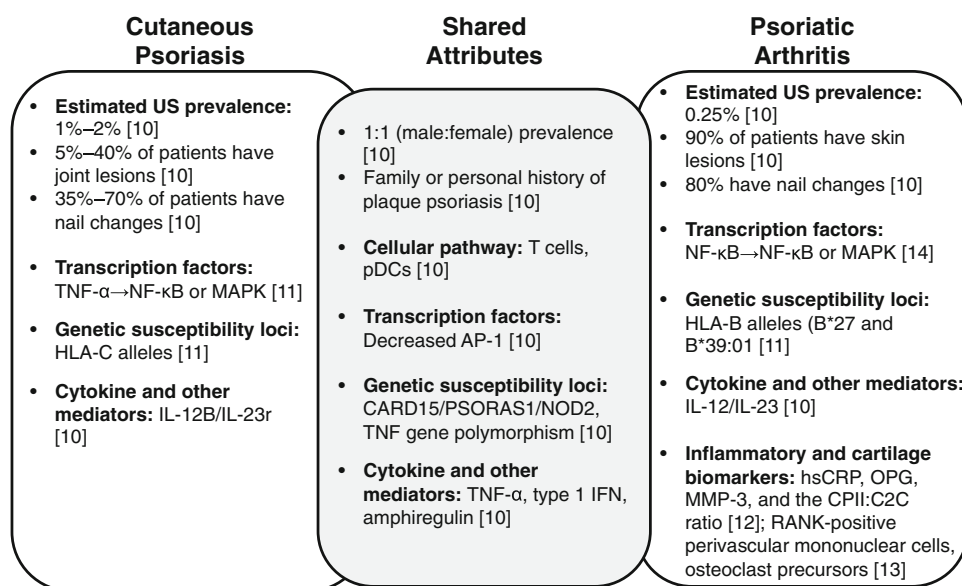 Cutaneous
Psoriasis
• Estimated US prevalence:
1%–2% [10]
• 5%–40% of patients have
joint lesions [10]
• 35%–70% of patients have
nail changes [10]
• Transcription factors:
TNF-α→NF-κB or MAPK [11]
• Genetic susceptibility loci:
HLA-C alleles [11]
• Cytokine and other
mediators: IL-12B/IL-23r
[10]
Shared
Attributes
• 1:1 (male:female) prevalence
[10]
• Family or personal history of
plaque psoriasis [10]
• Cellular pathway: T cells,
pDCs [10]
• Transcription factors:
Decreased AP-1 [10]
• Genetic susceptibility loci:
CARD15/PSORAS1/NOD2,
TNF gene polymorphism [10]
• Cytokine and other
mediators: TNF-α, type 1 IFN,
amphiregulin [10]
Psoriatic
Arthritis
• Estimated US prevalence:
0.25% [10]
• 90% of patients have skin
lesions [10]
• 80% have nail changes [10]
• Transcription factors:
NF-κB→NF-κB or MAPK [14]
• Genetic susceptibility loci:
HLA-B alleles (B*27 and
B*39:01 [11]
• Cytokine and other mediators:
IL-12/IL-23 [10]
• Inflammatory and cartilage
biomarkers: hsCRP, OPG,
MMP-3, and the CPII:C2C
ratio [12]; RANK-positive
perivascular mononuclear cells,
osteoclast precursors [13]